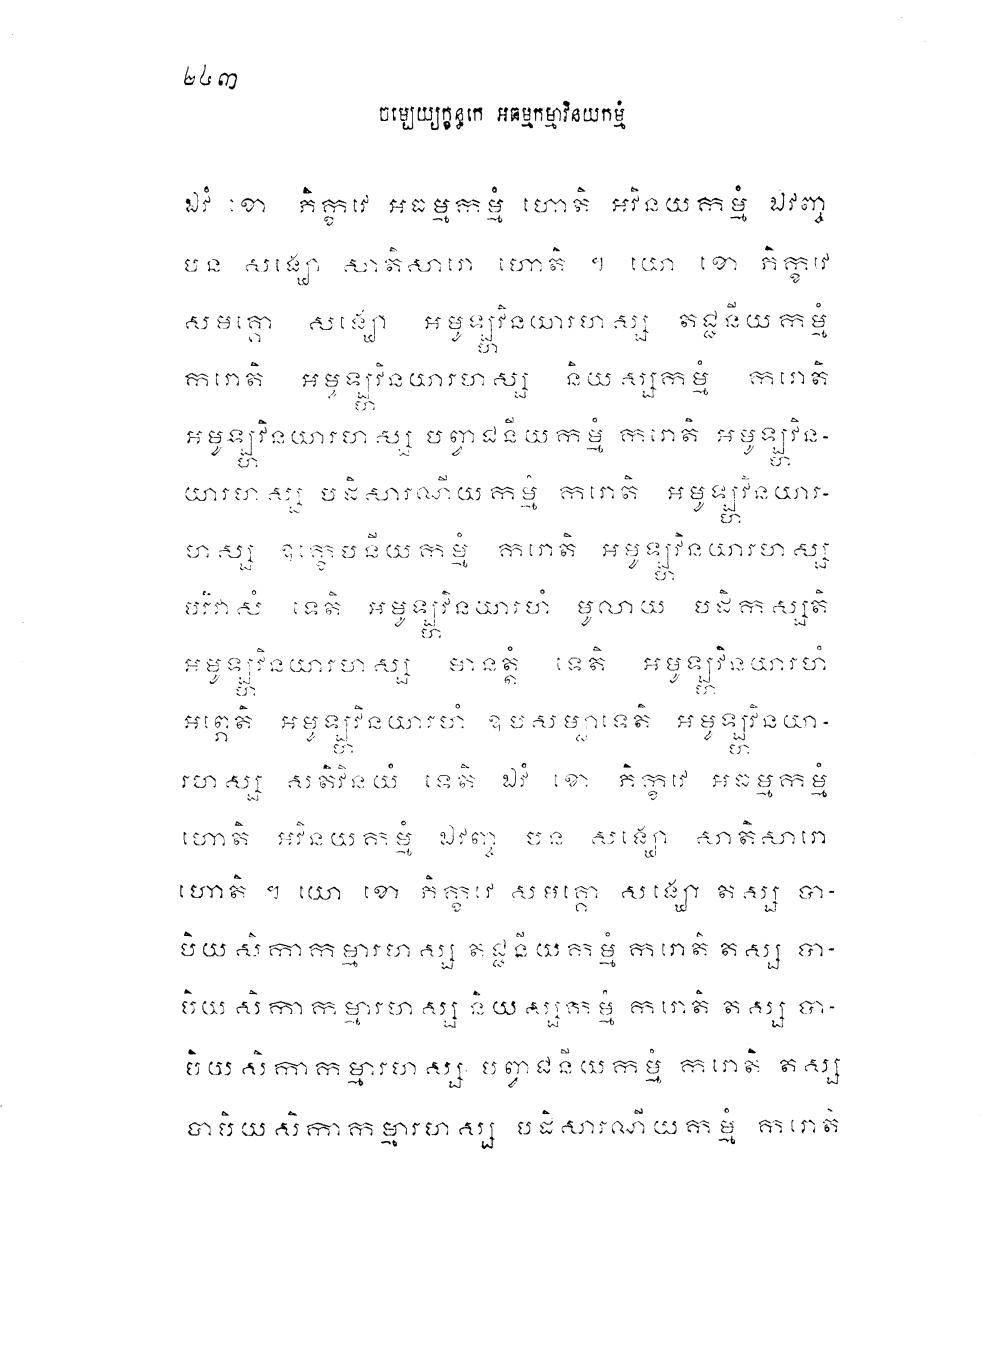 ២៤៣
ចម្បេយ្យក្ខន្ធកេ អធម្មកម្មាវិនយកម្មំ
ឯវំ ខោ ភិក្ខវេ អធម្មកម្មំ ហោតិ អវិនយកម្មំ ឯវញ្ច
បន សង្ឃោ សាតិសារោ ហោតិ ។ យោ ខោ ភិក្ខវេ
សមគ្គោ សង្ឃោ អមូឡ្ហវិនយារហស្ស តជ្ជនីយកម្មំ
ករោតិ អមូឡ្ហវិនយារហស្ស និយស្សកម្មំ ករោតិ
អមូឡ្ហវិនយារហស្ស បព្វាជនីយកម្មំ ករោតិ អមូឡ្ហវិន-
យារហស្ស បដិសារណីយកម្មំ ករោតិ អមូឡ្ហវិនយារ-
ហស្ស ឧក្ខេបនីយកម្មំ ករោតិ អមូឡ្ហវិនយារហស្ស
បរិវាសំ ទេតិ អមូឡ្ហវិនយារហំ មូលាយ បដិកស្សតិ
អមូឡ្ហវិនយារហស្ស មានត្តំ ទេតិ អមូឡ្ហវិនយារហំ
អព្ភេតិ អមូឡ្ហវិនយារហំ ឧបសម្បាទេតិ អមូឡ្ហវិនយា-
រហស្ស សតិវិនយំ ទេតិ ឯវំ ខោ ភិក្ខវេ អធម្មកម្មំ
ហោតិ អវិនយកម្មំ ឯវញ្ច បន សង្ឃោ សាតិសារោ
ហោតិ ។ យោ ខោ ភិក្ខវេ សមគ្គោ សង្ឃោ តស្ស បា-
បិយសិកាកម្មារហស្ស តជ្ជនីយកម្មំ ករោតិ តស្ស បា-
បិយសិកាកម្មារហស្ស និយស្សកម្មំ ករោតិ តស្ស បា-
បិយសិកាកម្មារហស្ស បព្វាជនីយកម្មំ ករោតិ តស្ស
បាបិយសិកាកម្មារហស្ស បដិសារណីយកម្មំ ករោតិ